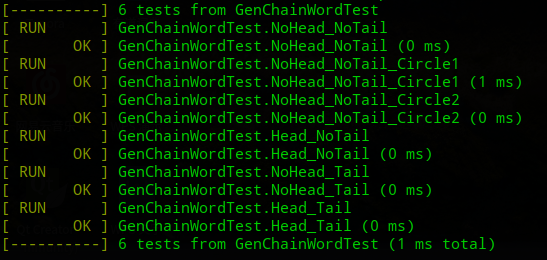 [----------] 6 tests from GenChainWordTest
[ RUN      ] GenChainWordTest.NoHead_NoTail
[       OK ] GenChainWordTest.NoHead_NoTail (0 ms)
[ RUN      ] GenChainWordTest.NoHead_NoTail_Circle1
[       OK ] GenChainWordTest.NoHead_NoTail_Circle1 (1 ms)
[ RUN      ] GenChainWordTest.NoHead_NoTail_Circle2
[       OK ] GenChainWordTest.NoHead_NoTail_Circle2 (0 ms)
[ RUN      ] GenChainWordTest.Head_NoTail
[       OK ] GenChainWordTest.Head_NoTail (0 ms)
[ RUN      ] GenChainWordTest.NoHead_Tail
[       OK ] GenChainWordTest.NoHead_Tail (0 ms)
[ RUN      ] GenChainWordTest.Head_Tail
[       OK ] GenChainWordTest.Head_Tail (0 ms)
[----------] 6 tests from GenChainWordTest (1 ms total)